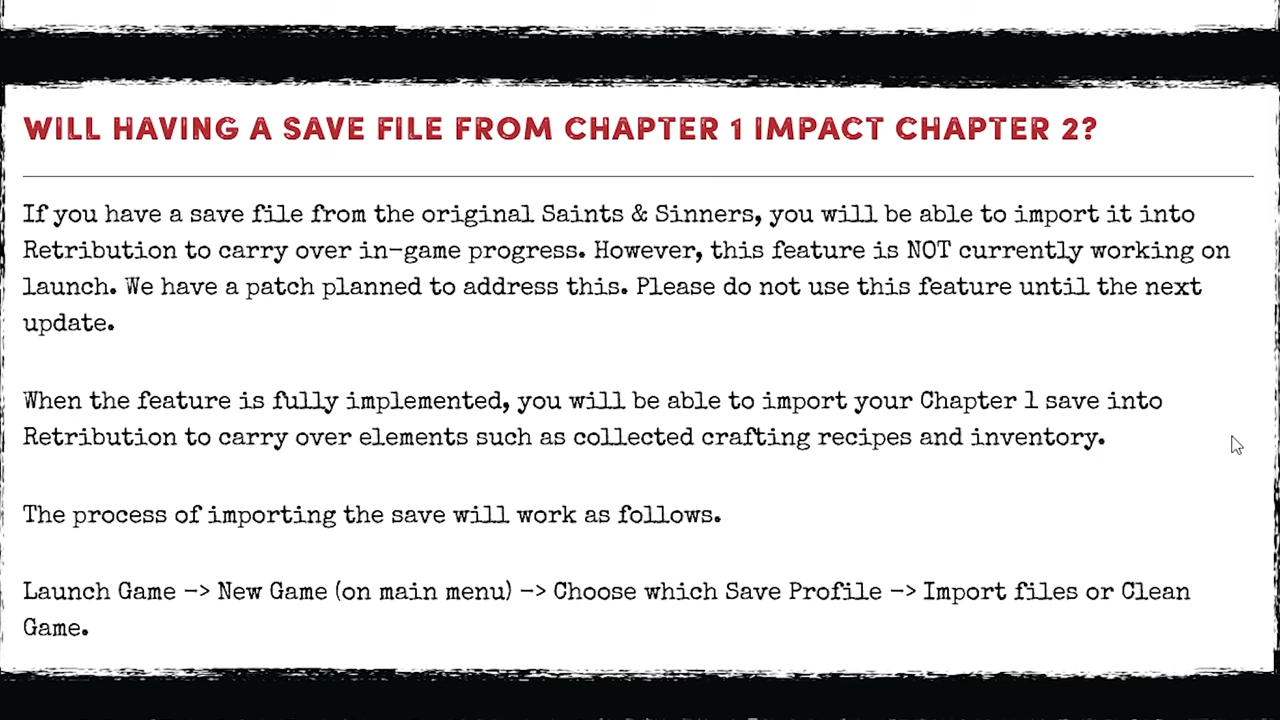 WILL HAVING A SAVE FILE FROM CHAPTER 1 IMPACT CHAPTER 2?
If you have a save file from the original Saints & Sinners, you will be able to import it into
Retribution to carry over in-game progress. However, this feature is NOT currently working on
launch. We have a patch planned to address this. Please do not use this feature until the next
update.
When the feature is fully implemented, you will be able to import your Chapter 1 save into
Retribution to carry over elements such as collected crafting recipes and inventory.
The process of importing the save will work as follows.
Launch Game -> New Game (on main menu) -> Choose which Save Profile -> Import files or Clean
Game.